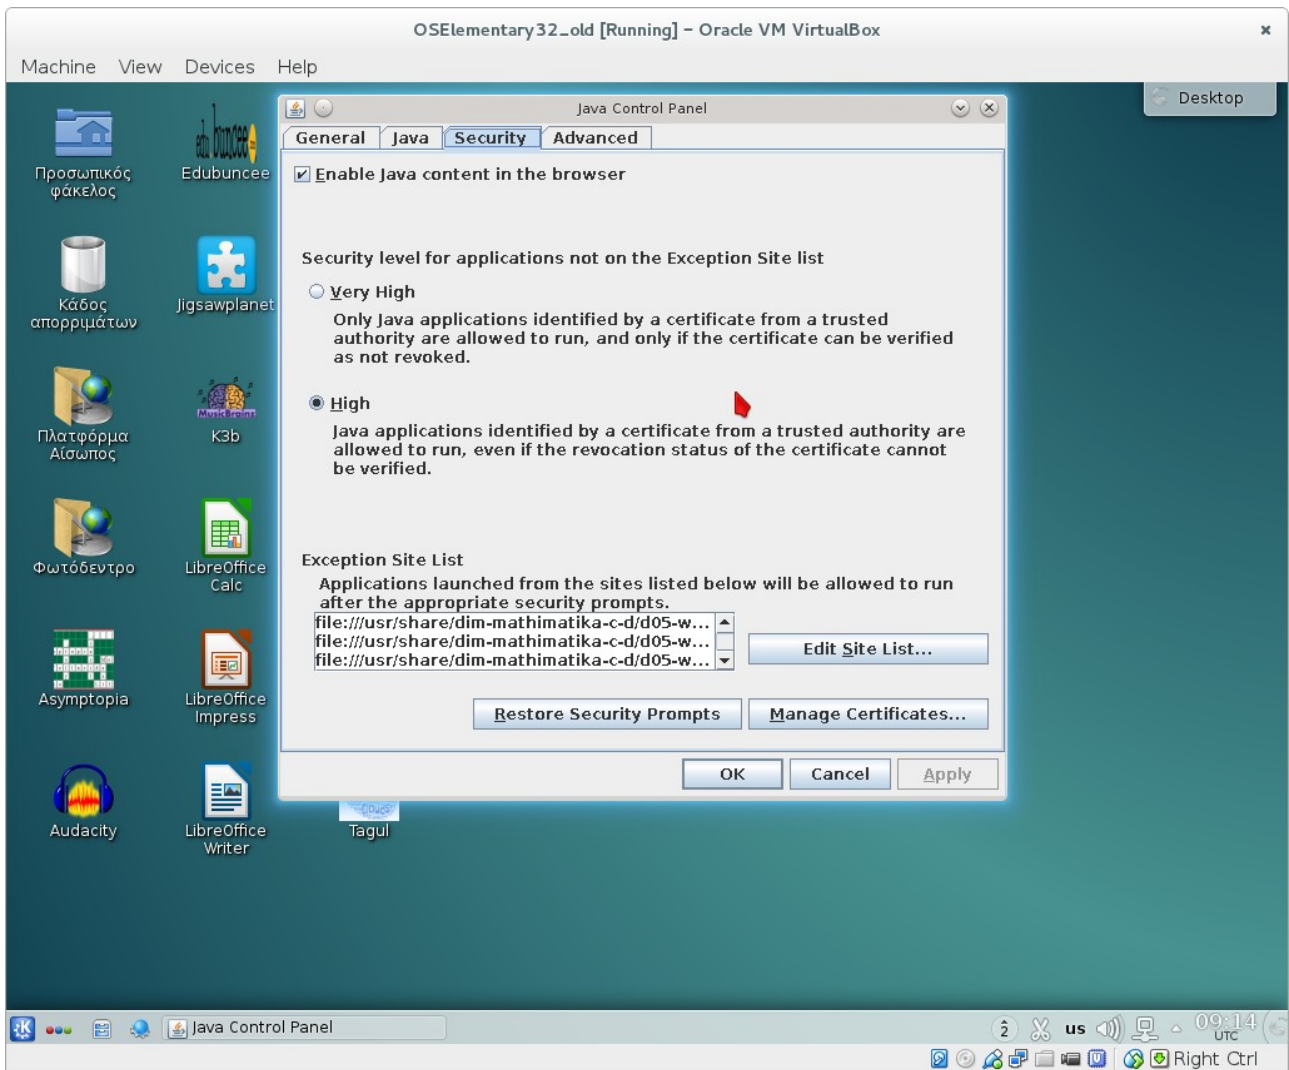 OSElementary32_old [Running] – Oracle VM VirtualBox
Machine View Devices Help
Desktop
Java Control Panel
General Java Security Advanced
Enable Java content in the browser
Security level for applications not on the Exception Site list
Very High
Only Java applications identified by a certificate from a trusted
authority are allowed to run, and only if the certificate can be verified
as not revoked.
High
Java applications identified by a certificate from a trusted authority are
allowed to run, even if the revocation status of the certificate cannot
be verified.
Exception Site List
Applications launched from the sites listed below will be allowed to run
after the appropriate security prompts.
file:///usr/share/dim-mathimatika-c-d/d05-w...
file:///usr/share/dim-mathimatika-c-d/d05-w...
file:///usr/share/dim-mathimatika-c-d/d05-w...
Edit Site List...
Restore Security Prompts Manage Certificates...
OK Cancel Apply
Προσωπικός
φάκελος
edu buncee
Edubuncee
Κάδος
απορριμάτων
Jigsawplanet
Πλατφόρμα
Αίσωπος
MusicBrainz
K3b
Φωτόδεντρο
LibreOffice
Calc
Asymptopia
LibreOffice
Impress
Audacity
LibreOffice
Writer
Tagul
Java Control Panel
2
us
09:14
UTC
Right Ctrl